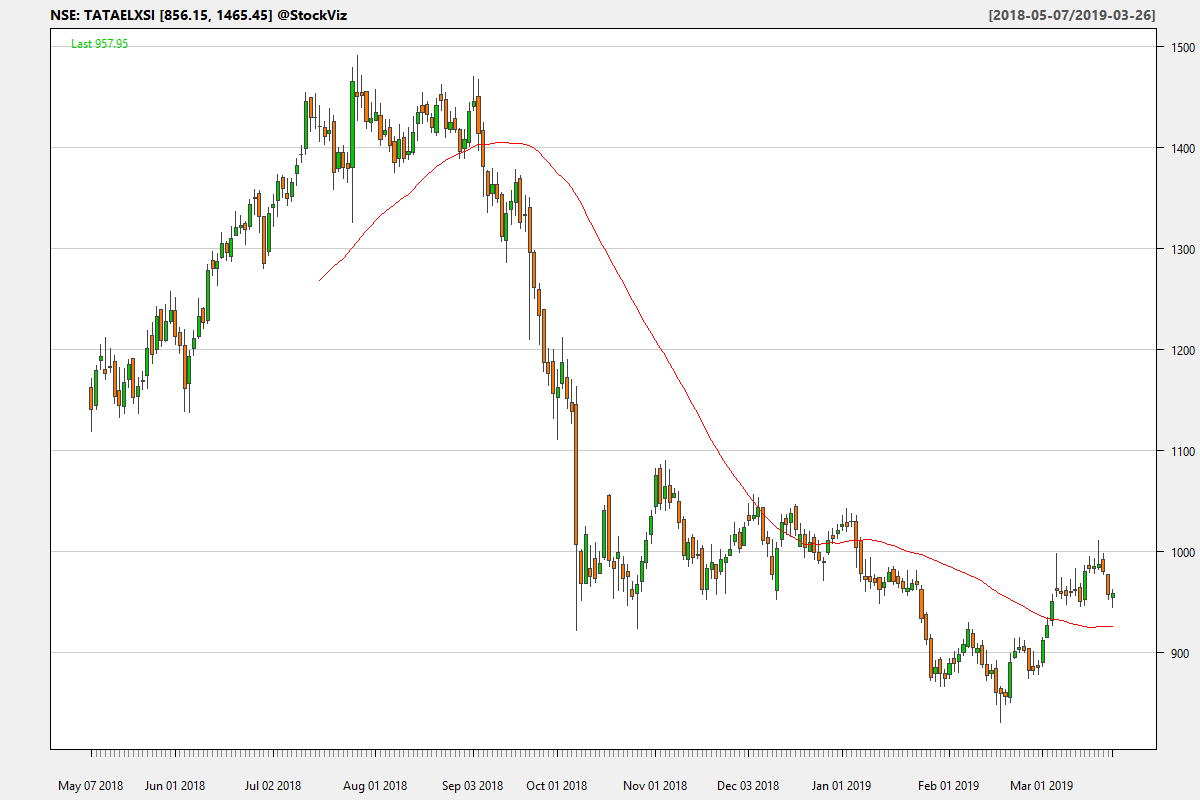 NSE: TATAELXSI [856.15, 1465.45] @StockViz [2018-05-07/2019-03-26]
Last 957.95
1500
1400
1300
1200
1100
1000
900
May 07 2018 Jun 01 2018 Jul 02 2018 Aug 01 2018 Sep 03 2018 Oct 01 2018 Nov 01 2018 Dec 03 2018 Jan 01 2019 Feb 01 2019 Mar 01 2019